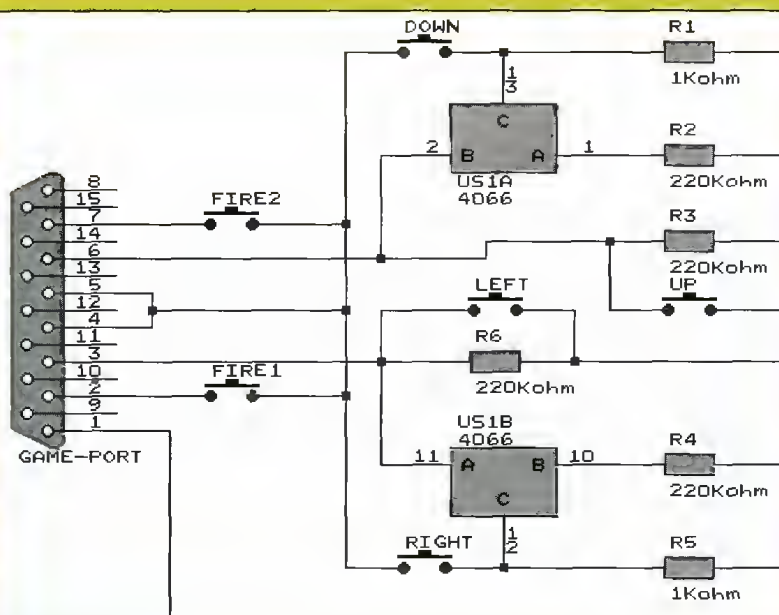 DOWN
R1
1Kohm
1
3
C
2
B
A
1
R2
220Kohm
US1A
4066
8
15
7
14
6
13
5
12
4
11
3
10
2
9
1
GAME-PORT
FIRE2
R3
220Kohm
LEFT
UP
R6
220Kohm
FIRE1
US1B
4066
11
A
B
10
C
R4
220Kohm
1
2
RIGHT
R5
1Kohm